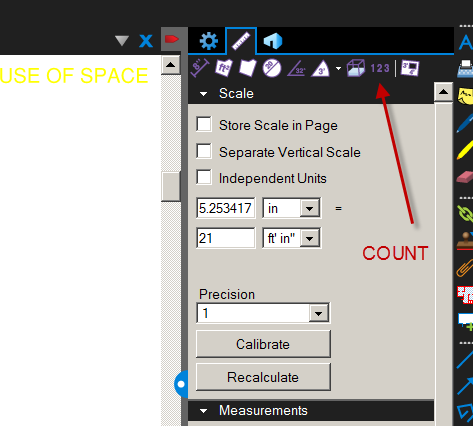 USE OF SPACE
123
Scale
Store Scale in Page
Separate Vertical Scale
Independent Units
5.253417 in =
21 ft' in"
COUNT
Precision
1
Calibrate
Recalculate
Measurements